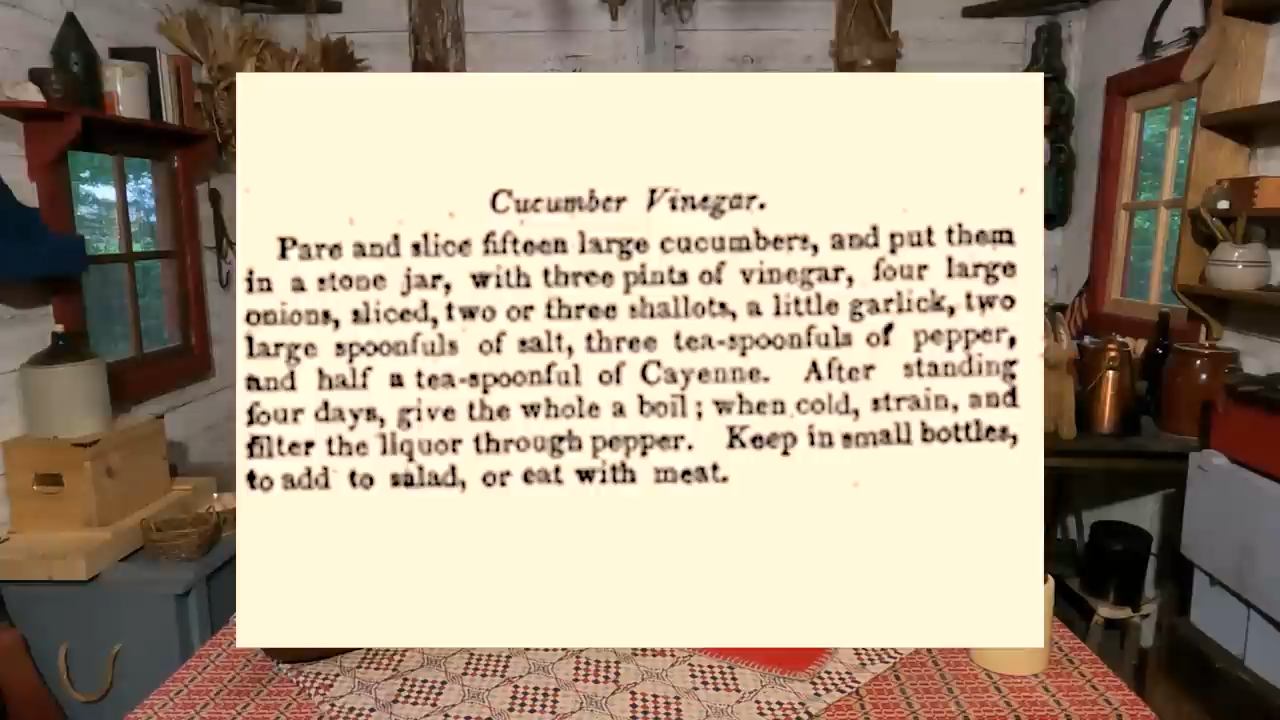 Cucumber Vinegar.
Pare and slice fifteen large cucumbers, and put them
in a stone jar, with three pints of vinegar, four large
onions, sliced, two or three shallots, a little garlick, two
large spoonfuls of salt, three tea-spoonfuls of pepper,
and half a tea-spoonful of Cayenne. After standing
four days, give the whole a boil; when cold, strain, and
filter the liquor through pepper. Keep in small bottles,
to add to salad, or eat with meat.